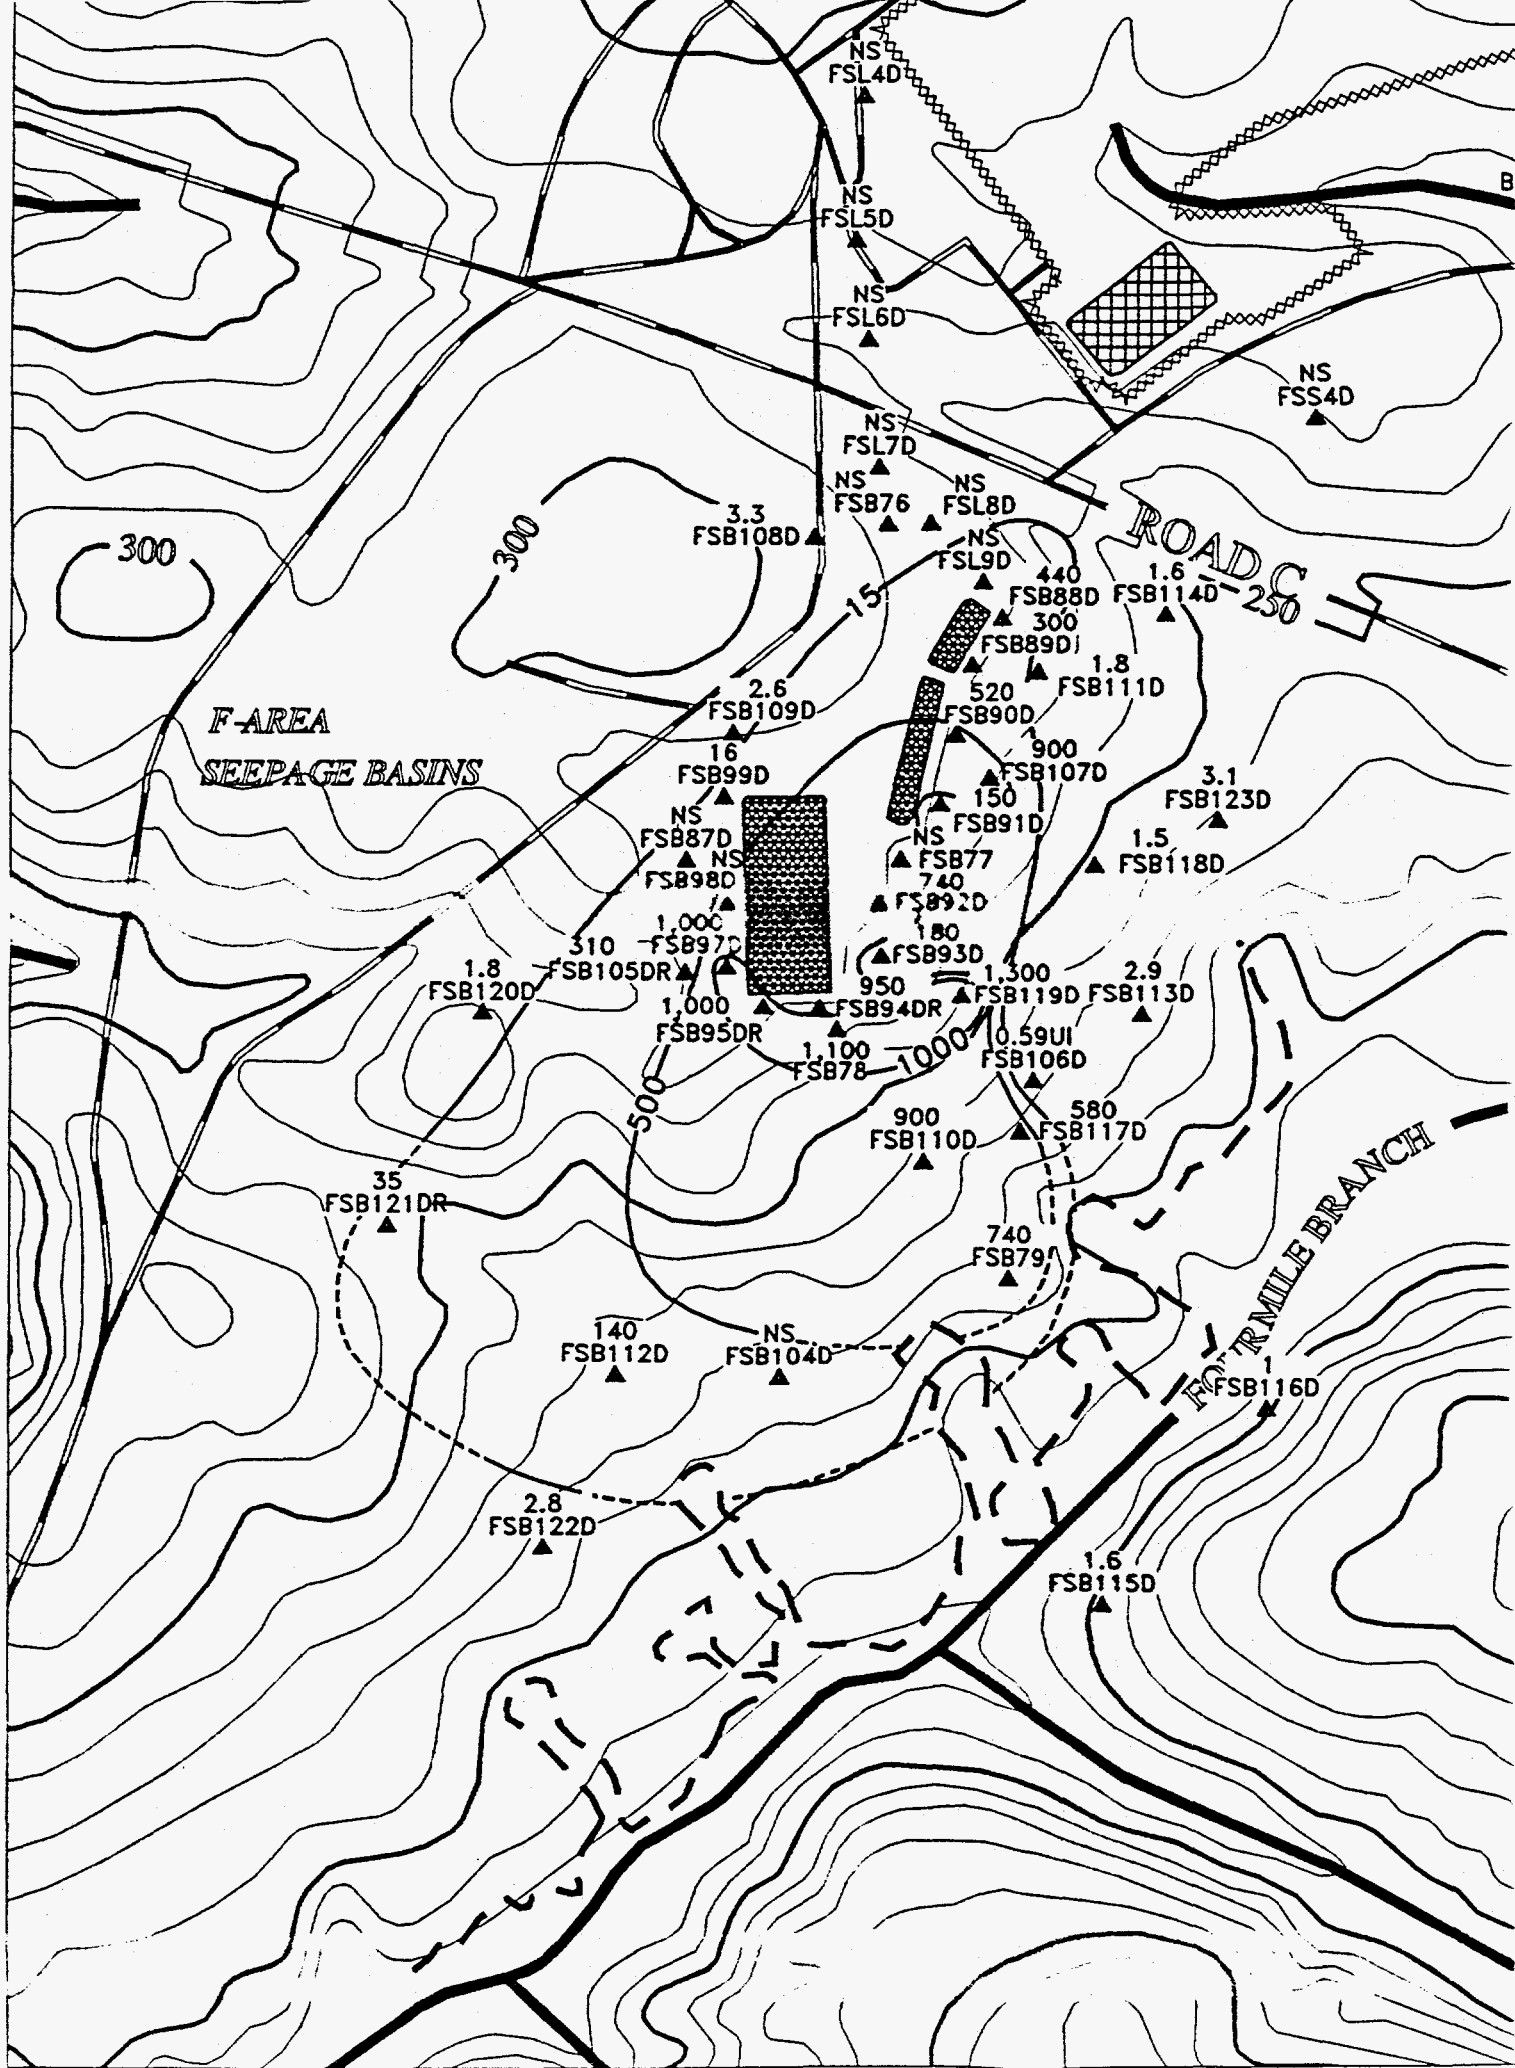 NS
FSL4D
B
NS
FSL5D
NS
FSL6D
NS
FSS4D
NS
FSL7D
NS
FSB76
NS
FSL8D
3.3
FSB108D
300
300
NS
FSL9D
ROAD C
250
15
440
FSB88D
1.6
FSB114D
300
FSB89D
1.8
FSB111D
2.6
FSB109D
520
FSB90D
F-AREA
SEEPAGE BASINS
16
FSB99D
900
FSB107D
3.1
FSB123D
150
FSB91D
NS
FSB87D
NS
FSB77
1.5
FSB118D
NS
FSB98D
740
FSB92D
1,000
FSB97D
180
FSB93D
310
FSB105DR
1.8
FSB120D
950
FSB94DR
1,300
FSB119D
2.9
FSB113D
1,000
FSB95DR
1,100
FSB78
1000
0.59UI
FSB106D
500
900
FSB110D
580
FSB117D
FOURMILE BRANCH
35
FSB121DR
740
FSB79
140
FSB112D
NS
FSB104D
1
FSB116D
2.8
FSB122D
1.6
FSB115D